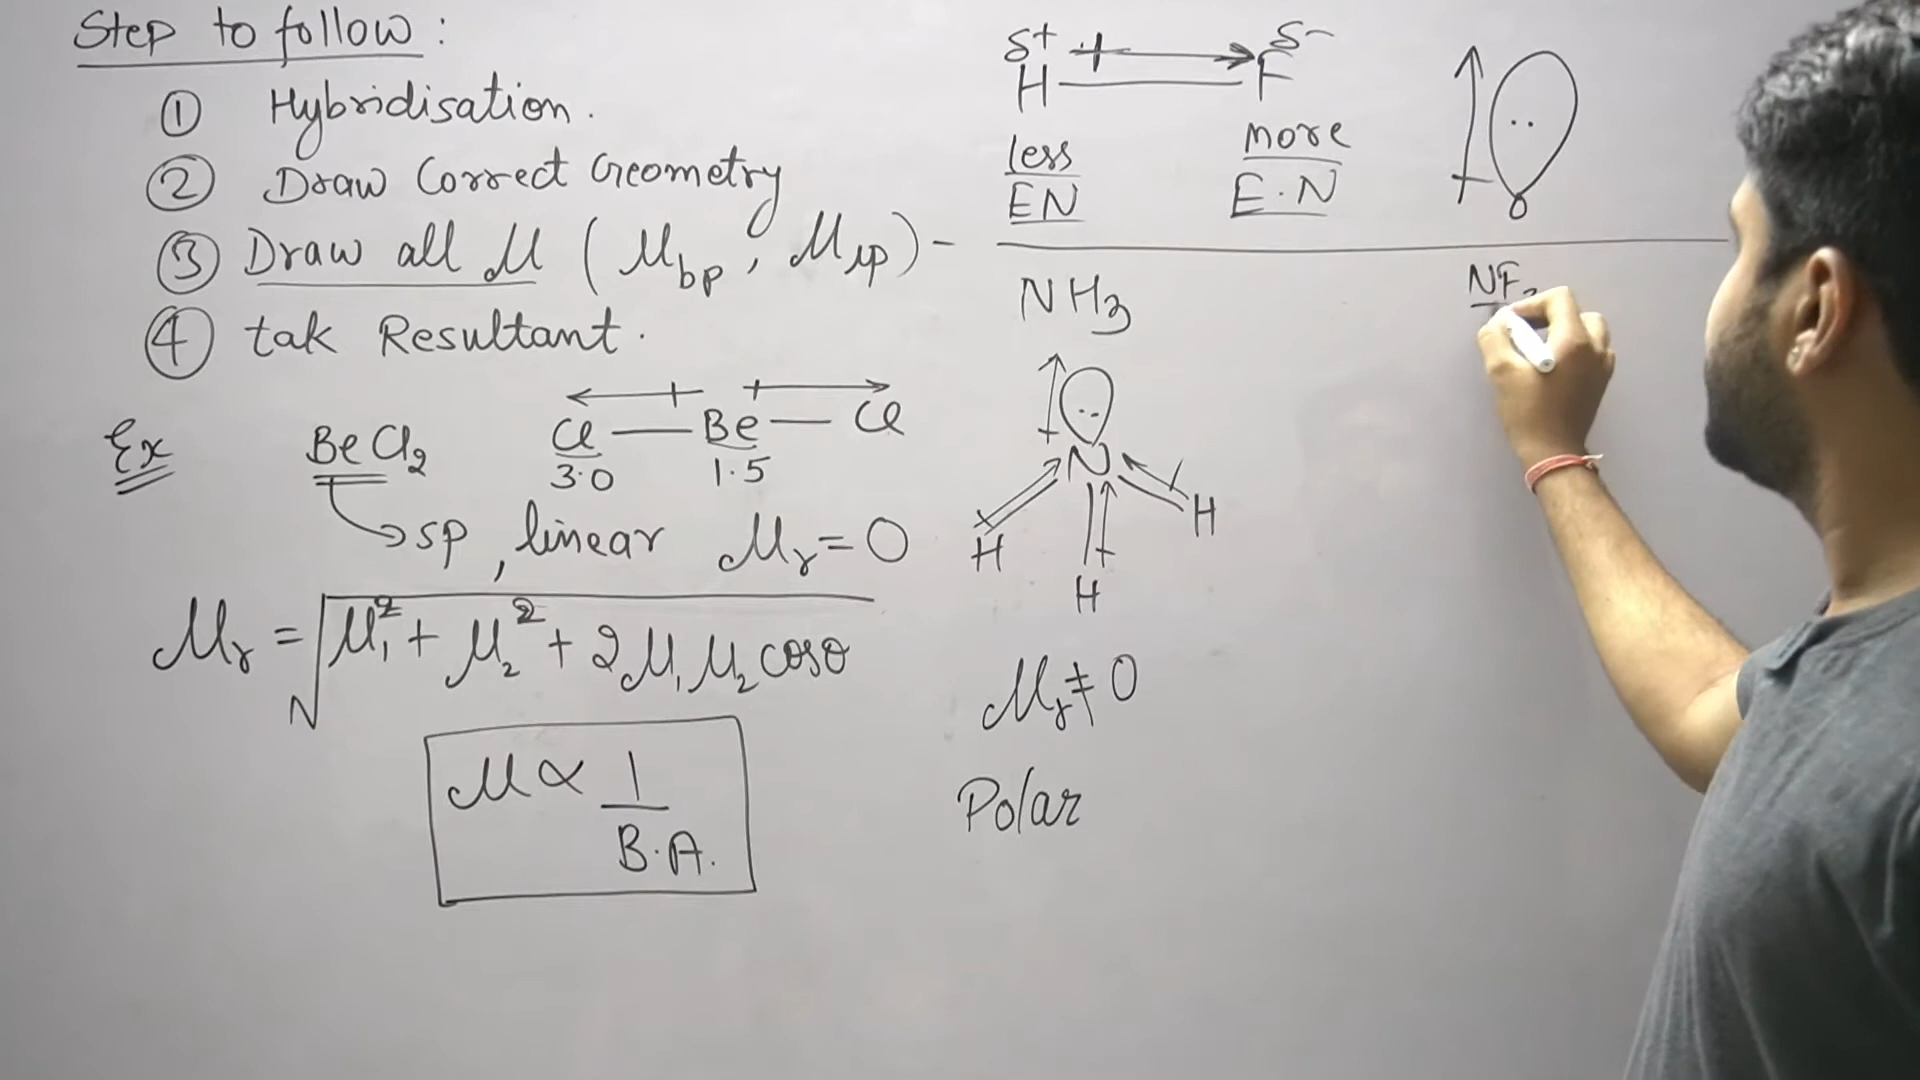 Step to follow :
① Hybridisation.
② Draw Correct Geometry
③ Draw all μ ( μbp , μlp ) -
④ tak Resultant.
Ex BeCl2
Cl — Be — Cl
3.0 1.5
sp, linear μr = 0
μr = √μ1² + μ2² + 2μ1μ2 cosθ
μ ∝ 1/B.A.
δ+ δ-
H F
less more
EN E.N
NH3
N
H H
H
μr ≠ 0
Polar
NF